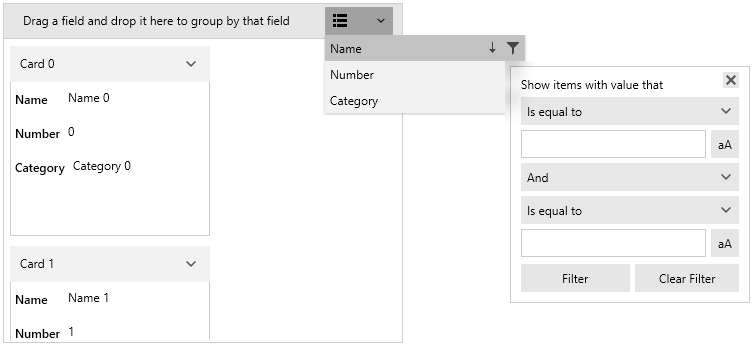 Drag a field and drop it here to group by that field
Name
Number
Category
Card 0
Name Name 0
Number 0
Category Category 0
Card 1
Name Name 1
Number 1
Show items with value that
Is equal to
aA
And
Is equal to
aA
Filter Clear Filter